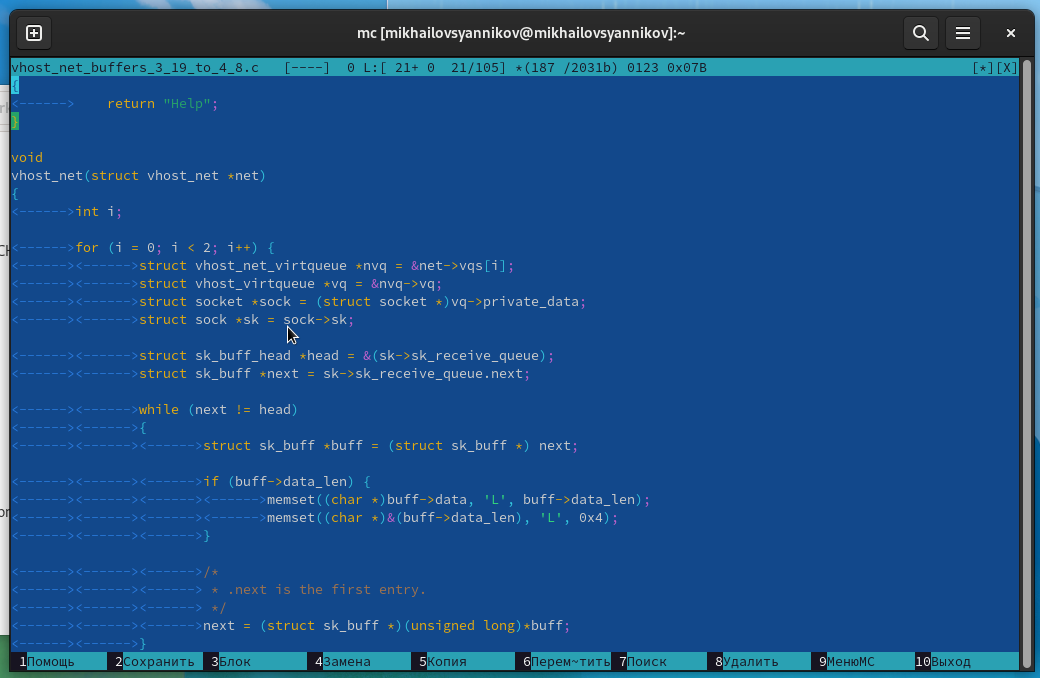 mc [mikhailovsyannikov@mikhailovsyannikov]:~
vhost_net_buffers_3_19_to_4_8.c   [----]  0 L:[ 21+ 0  21/105] *(187 /2031b) 0123 0x07B                                 [*][X]
{
<------>    return "Help";
}

void
vhost_net(struct vhost_net *net)
{
<------>int i;

<------>for (i = 0; i < 2; i++) {
<------><------>struct vhost_net_virtqueue *nvq = &net->vqs[i];
<------><------>struct vhost_virtqueue *vq = &nvq->vq;
<------><------>struct socket *sock = (struct socket *)vq->private_data;
<------><------>struct sock *sk = sock->sk;

<------><------>struct sk_buff_head *head = &(sk->sk_receive_queue);
<------><------>struct sk_buff *next = sk->sk_receive_queue.next;

<------><------>while (next != head)
<------><------>{
<------><------><------>struct sk_buff *buff = (struct sk_buff *) next;

<------><------><------>if (buff->data_len) {
<------><------><------><------>memset((char *)buff->data, 'L', buff->data_len);
<------><------><------><------>memset((char *)&(buff->data_len), 'L', 0x4);
<------><------><------>}

<------><------><------>/*
<------><------><------> * .next is the first entry.
<------><------><------> */
<------><------><------>next = (struct sk_buff *)(unsigned long)*buff;
<------><------>}
1Помощь 2Сохранить 3Блок 4Замена 5Копия 6Перем~тить 7Поиск 8Удалить 9МенюMC 10Выход